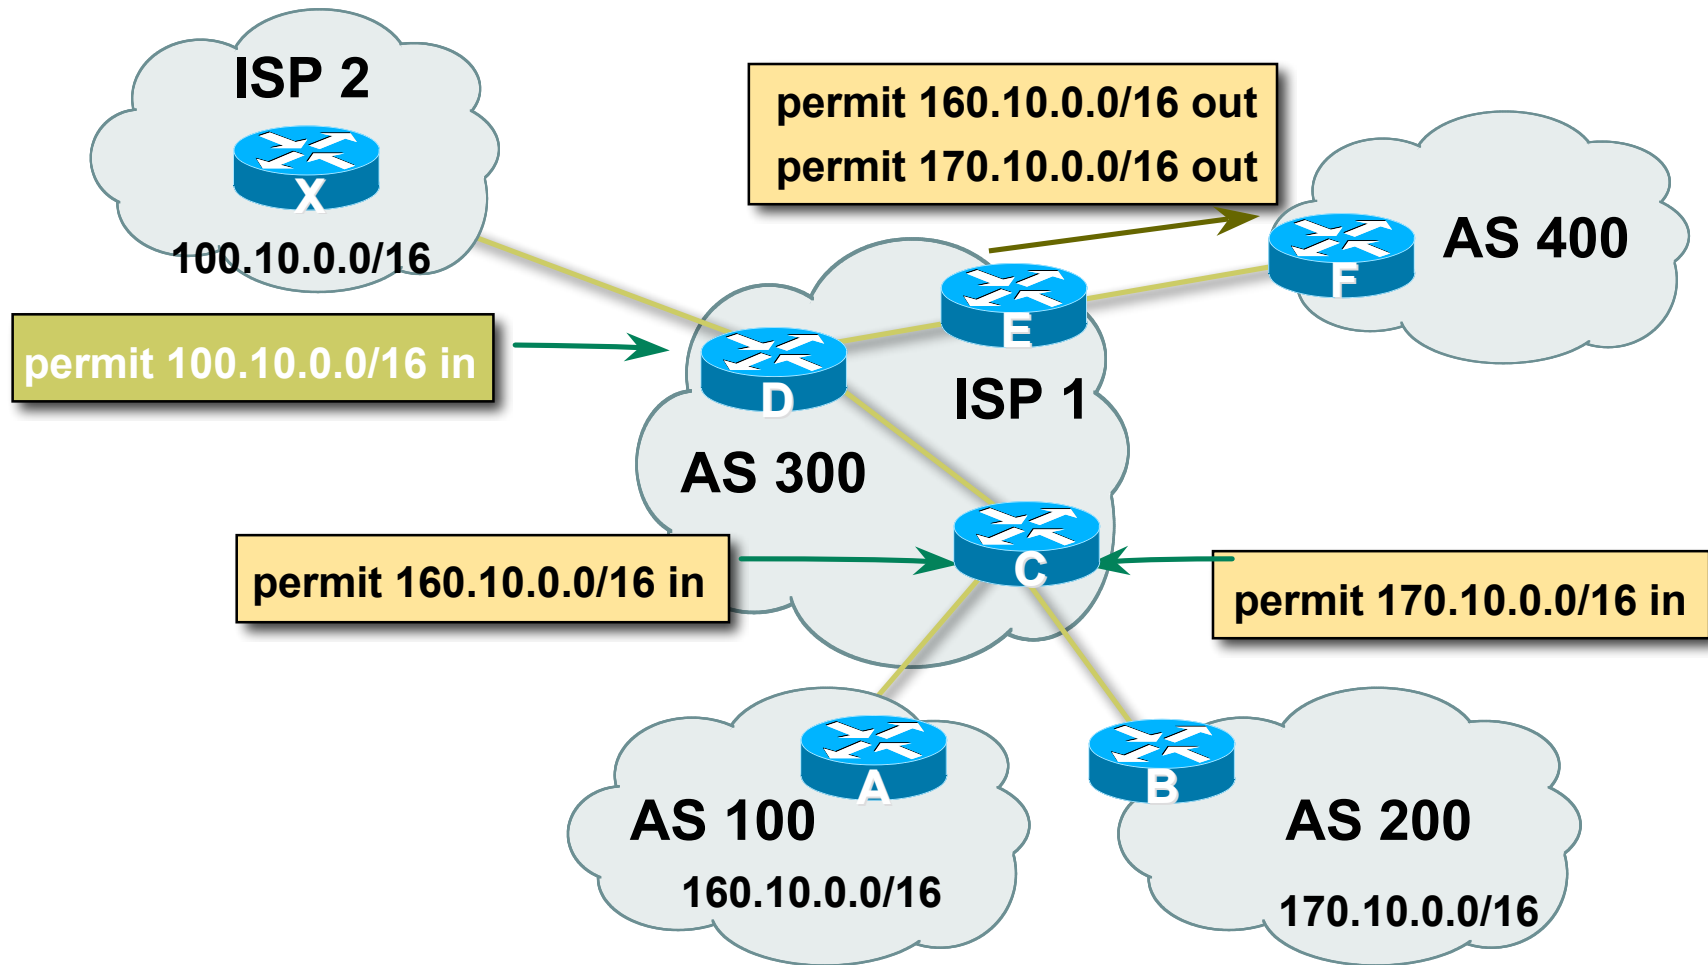 ISP 2
X
100.10.0.0/16
permit 160.10.0.0/16 out
permit 170.10.0.0/16 out
AS 400
F
E
permit 100.10.0.0/16 in
D
ISP 1
AS 300
permit 160.10.0.0/16 in
C
permit 170.10.0.0/16 in
A
AS 100
160.10.0.0/16
B
AS 200
170.10.0.0/16